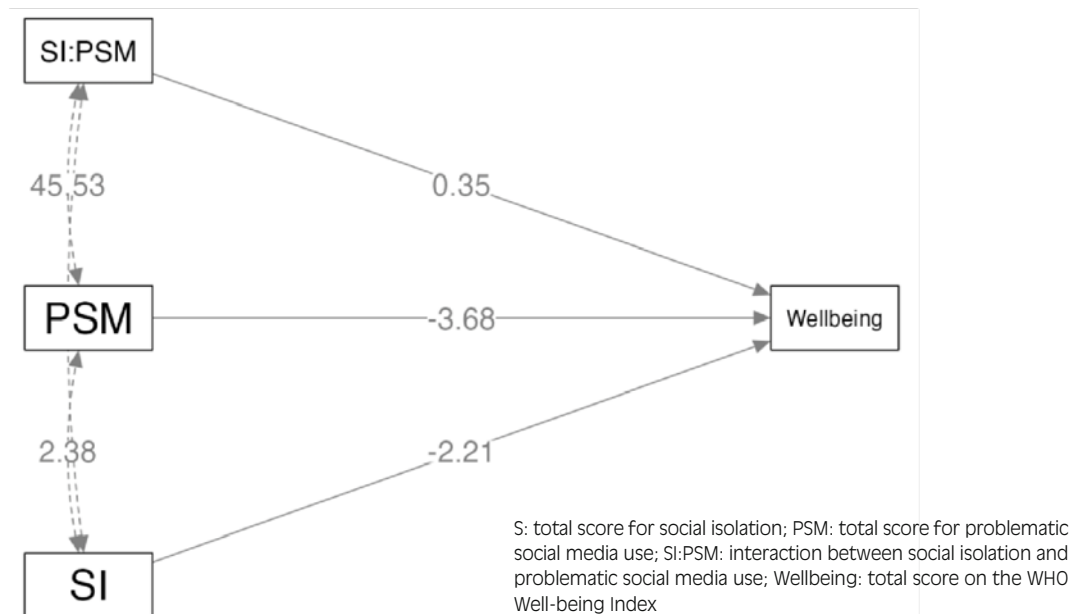 SI:PSM
45.53
0.35
PSM
-3.68
Wellbeing
2.38
-2.21
SI
S: total score for social isolation; PSM: total score for problematic
social media use; SI:PSM: interaction between social isolation and
problematic social media use; Wellbeing: total score on the WHO
Well-being Index